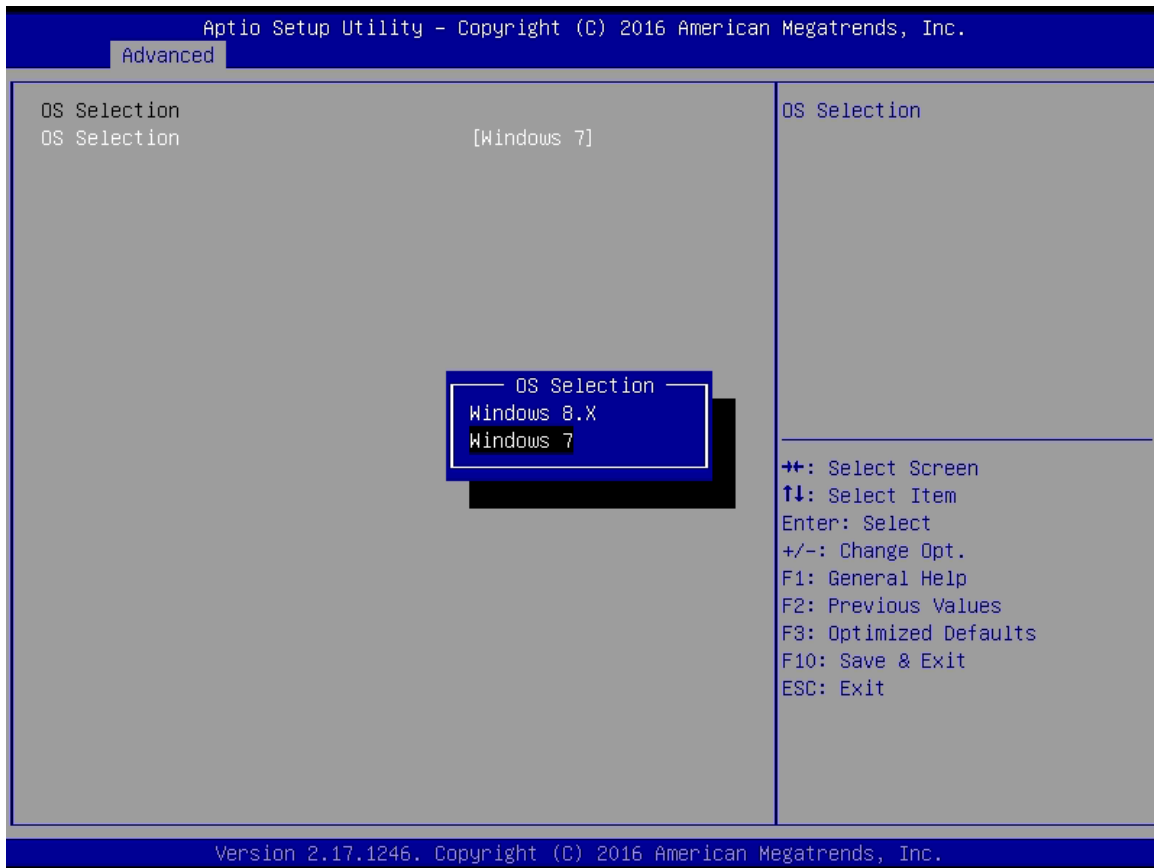 Aptio Setup Utility – Copyright (C) 2016 American Megatrends, Inc.
Advanced
OS Selection
OS Selection [Windows 7]
OS Selection
Windows 8.X
Windows 7
OS Selection
→←: Select Screen
↑↓: Select Item
Enter: Select
+/-: Change Opt.
F1: General Help
F2: Previous Values
F3: Optimized Defaults
F10: Save & Exit
ESC: Exit
Version 2.17.1246. Copyright (C) 2016 American Megatrends, Inc.